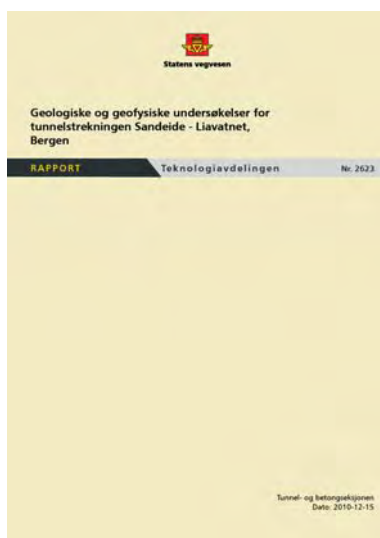 Statens vegvesen
Geologiske og geofysiske undersøkelser for
tunnelstrekningen Sandeide - Liavatnet,
Bergen
RAPPORT Teknologiavdelingen Nr. 2623
Tunnel- og betongseksjonen
Dato: 2010-12-15